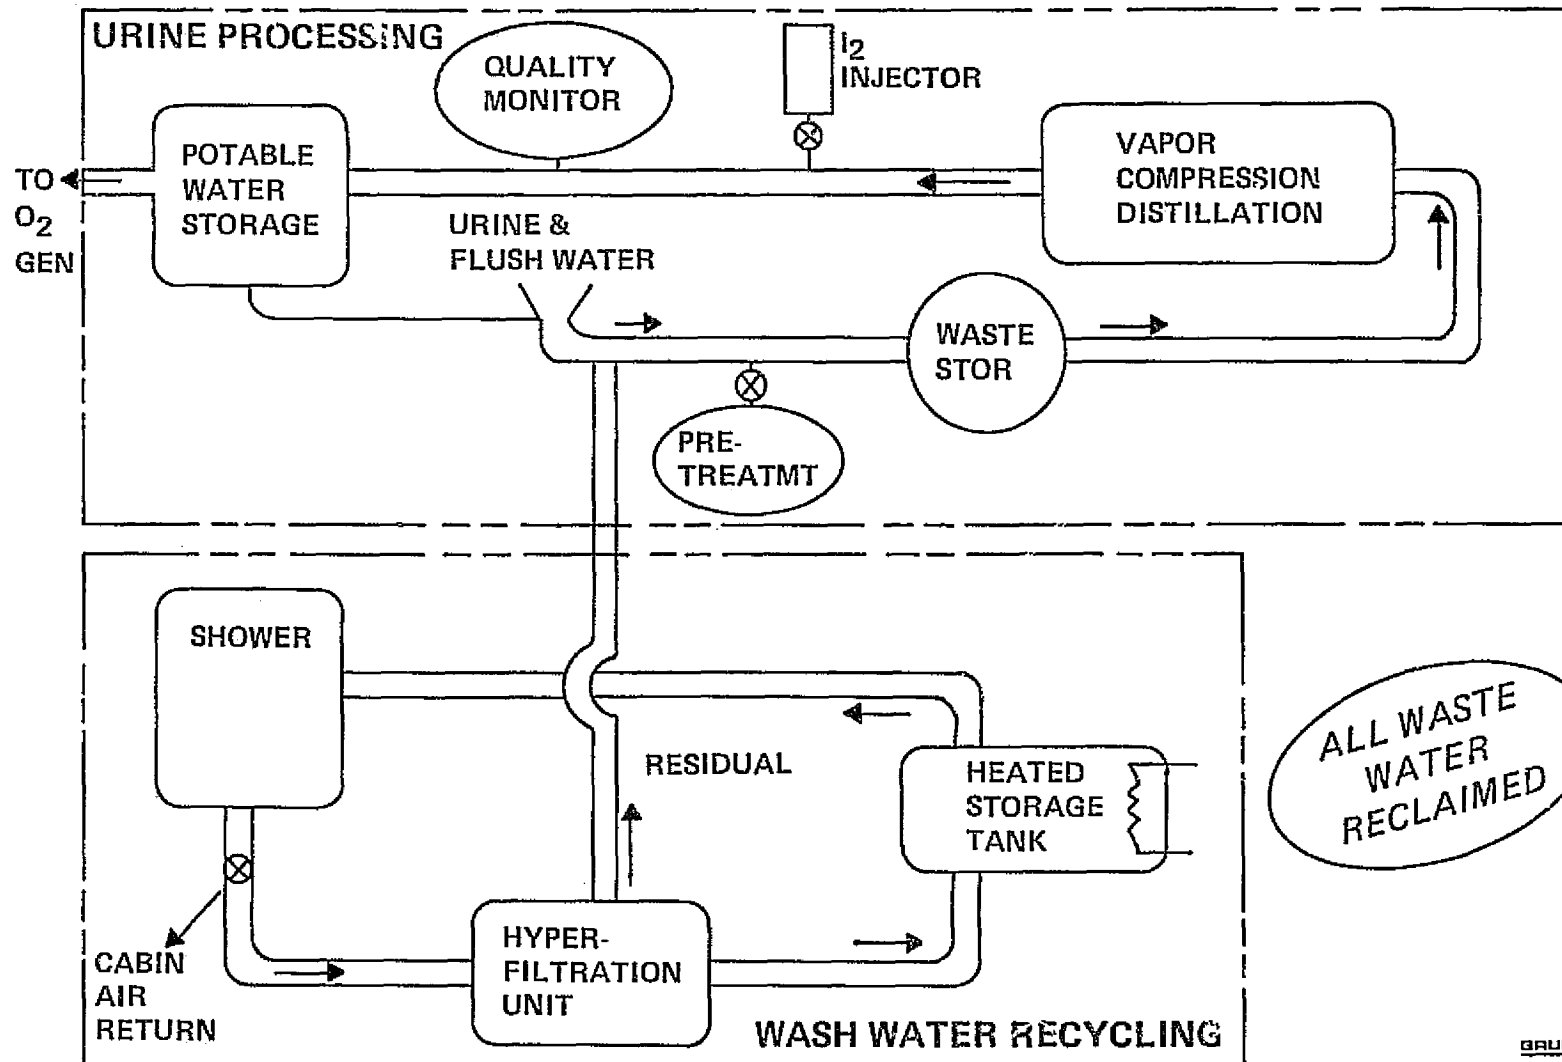 URINE PROCESSING
QUALITY
MONITOR
I2
INJECTOR
POTABLE
WATER
STORAGE
VAPOR
COMPRESSION
DISTILLATION
TO
O2
GEN
URINE &
FLUSH WATER
WASTE
STOR
PRE-
TREATMT
SHOWER
RESIDUAL
HEATED
STORAGE
TANK
ALL WASTE
WATER
RECLAIMED
CABIN
AIR
RETURN
HYPER-
FILTRATION
UNIT
WASH WATER RECYCLING